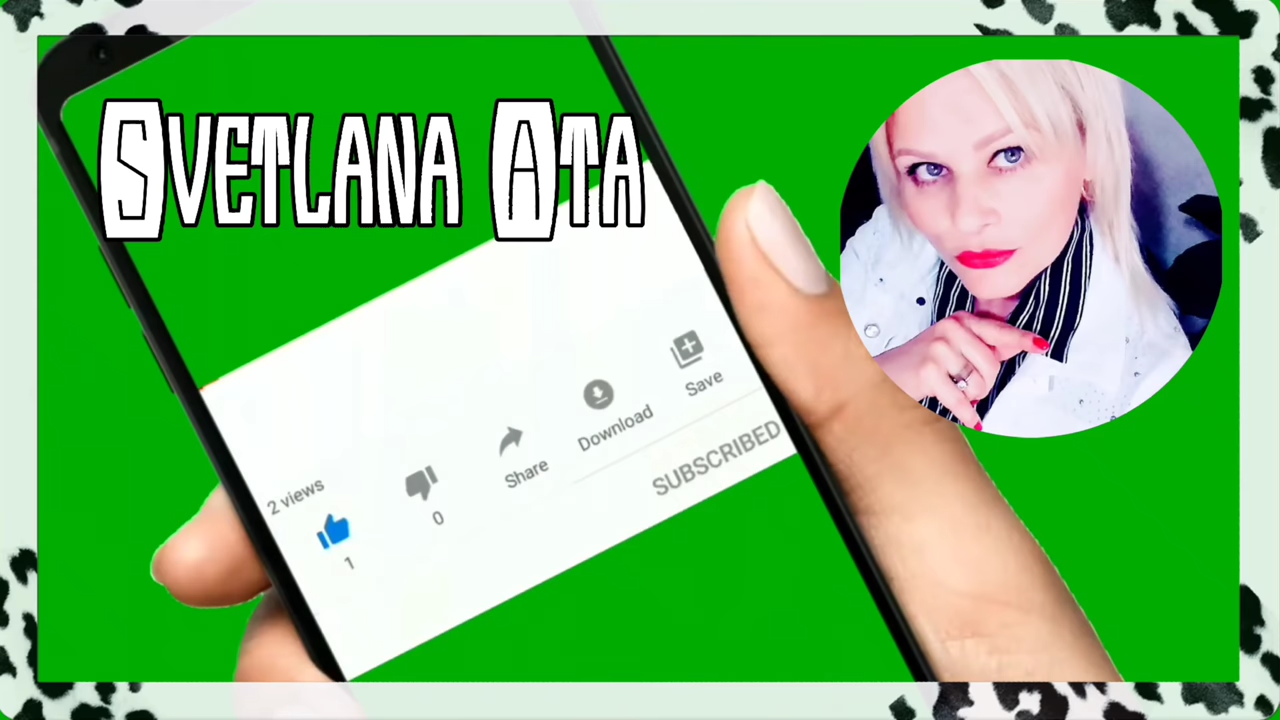 Svetlana Ata
2 views
1
0
Share
Download
Save
SUBSCRIBED